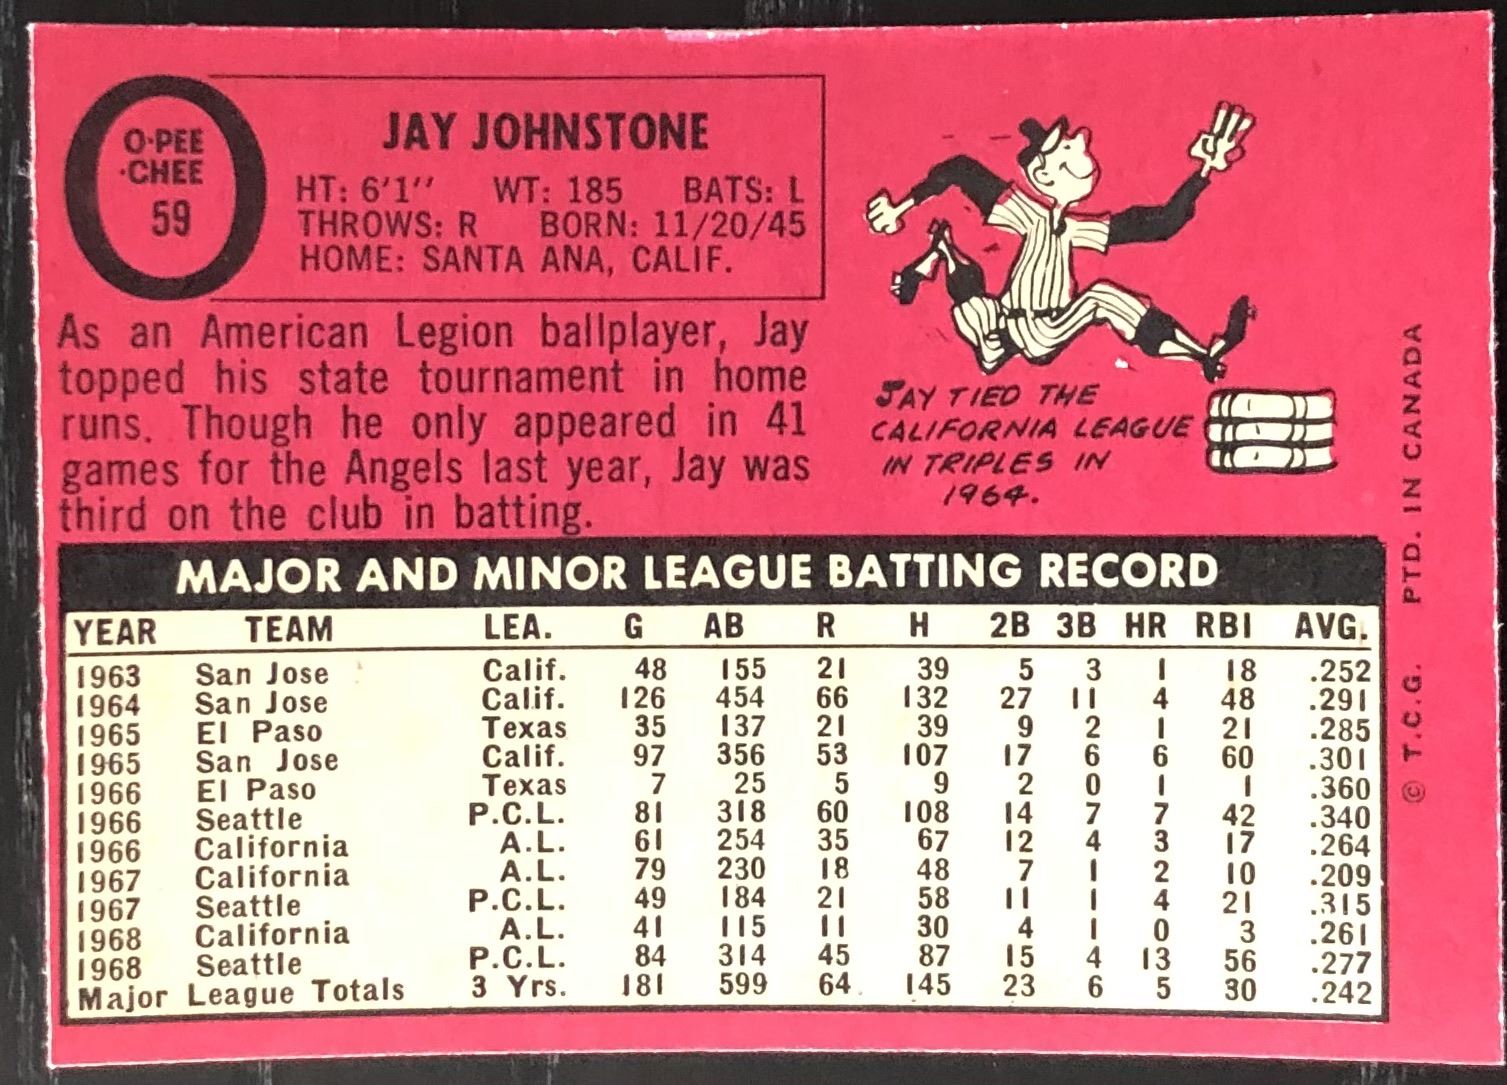 O-PEE
-CHEE
59
JAY JOHNSTONE
HT: 6'1" WT: 185 BATS: L
THROWS: R BORN: 11/20/45
HOME: SANTA ANA, CALIF.
As an American Legion ballplayer, Jay
topped his state tournament in home
runs. Though he only appeared in 41
games for the Angels last year, Jay was
third on the club in batting.
JAY TIED THE
CALIFORNIA LEAGUE
IN TRIPLES IN
1964.
MAJOR AND MINOR LEAGUE BATTING RECORD
YEAR TEAM LEA. G AB R H 2B 3B HR RBI AVG.
1963 San Jose Calif. 48 155 21 39 5 3 1 18 .252
1964 San Jose Calif. 126 454 66 132 27 11 4 48 .291
1965 El Paso Texas 35 137 21 39 9 2 1 21 .285
1965 San Jose Calif. 97 356 53 107 17 6 6 60 .301
1966 El Paso Texas 7 25 5 9 2 0 1 1 .360
1966 Seattle P.C.L. 81 318 60 108 14 7 7 42 .340
1966 California A.L. 61 254 35 67 12 4 3 17 .264
1967 California A.L. 79 230 18 48 7 1 2 10 .209
1967 Seattle P.C.L. 49 184 21 58 11 1 4 21 .315
1968 California A.L. 41 115 11 30 4 1 0 3 .261
1968 Seattle P.C.L. 84 314 45 87 15 4 13 56 .277
Major League Totals 3 Yrs. 181 599 64 145 23 6 5 30 .242
© T.C.G. PTD. IN CANADA